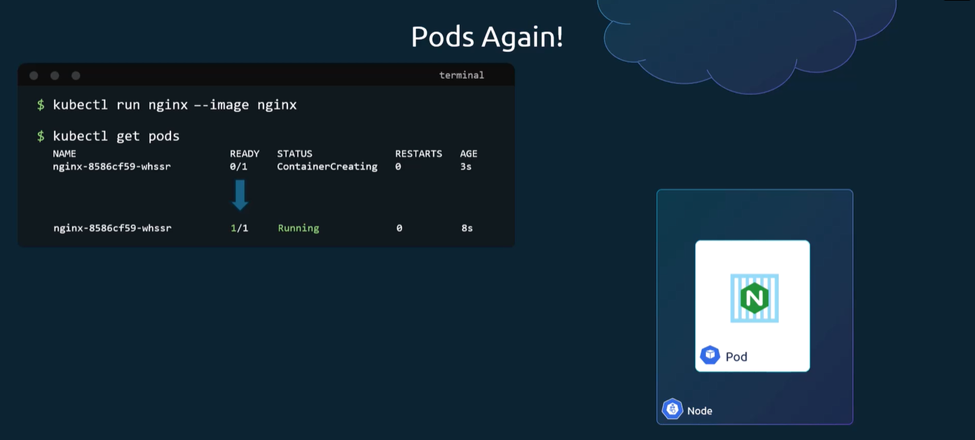 Pods Again!
terminal
$ kubectl run nginx --image nginx
$ kubectl get pods
NAME READY STATUS RESTARTS AGE
nginx-8586cf59-whssr 0/1 ContainerCreating 0 3s
nginx-8586cf59-whssr 1/1 Running 0 8s
N
Pod
Node